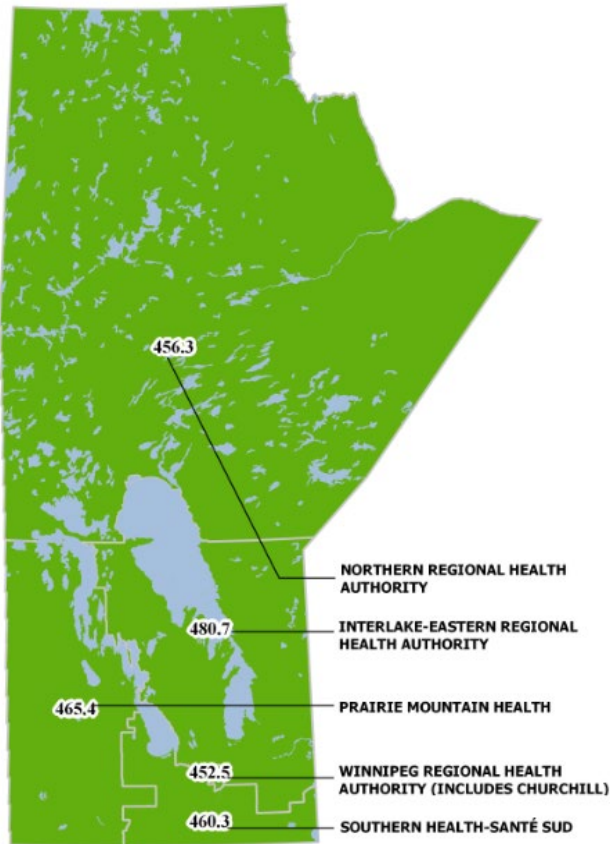 456.3
NORTHERN REGIONAL HEALTH
AUTHORITY
480.7
INTERLAKE-EASTERN REGIONAL
HEALTH AUTHORITY
465.4
PRAIRIE MOUNTAIN HEALTH
452.5
WINNIPEG REGIONAL HEALTH
AUTHORITY (INCLUDES CHURCHILL)
460.3
SOUTHERN HEALTH-SANTÉ SUD